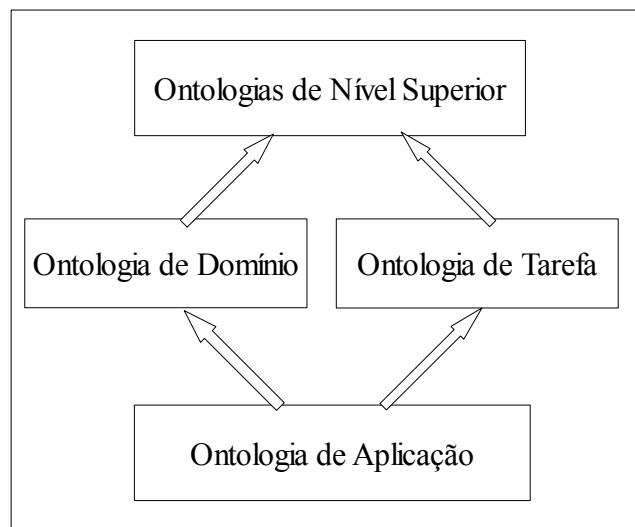 Ontologias de Nível Superior
Ontologia de Domínio
Ontologia de Tarefa
Ontologia de Aplicação